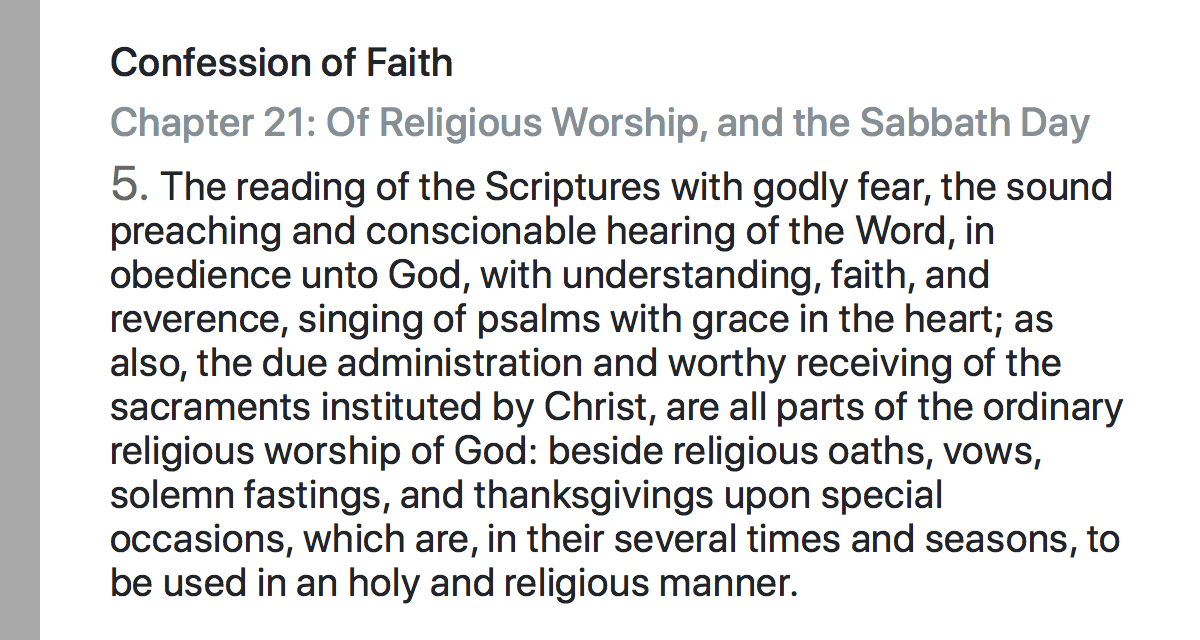 Confession of Faith
Chapter 21: Of Religious Worship, and the Sabbath Day
5. The reading of the Scriptures with godly fear, the sound
preaching and conscionable hearing of the Word, in
obedience unto God, with understanding, faith, and
reverence, singing of psalms with grace in the heart; as
also, the due administration and worthy receiving of the
sacraments instituted by Christ, are all parts of the ordinary
religious worship of God: beside religious oaths, vows,
solemn fastings, and thanksgivings upon special
occasions, which are, in their several times and seasons, to
be used in an holy and religious manner.